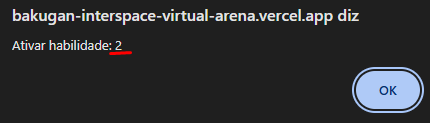 bakugan-interspace-virtual-arena.vercel.app diz
Ativar habilidade: 2
OK